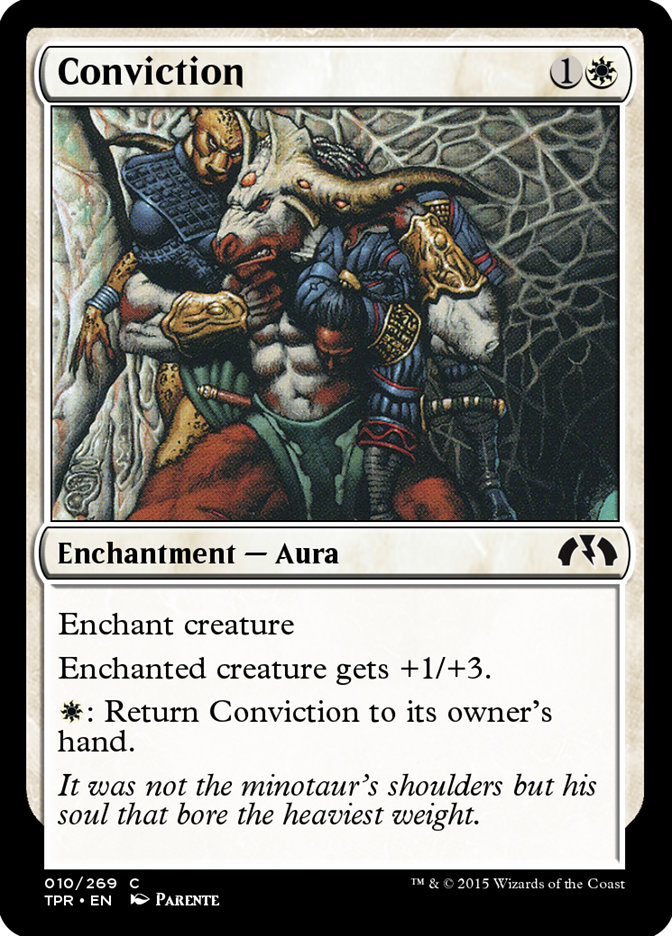 Conviction 1
Enchantment — Aura
Enchant creature
Enchanted creature gets +1/+3.
: Return Conviction to its owner's
hand.
It was not the minotaur's shoulders but his
soul that bore the heaviest weight.
010/269 C
™ & © 2015 Wizards of the Coast
TPR • EN Parente